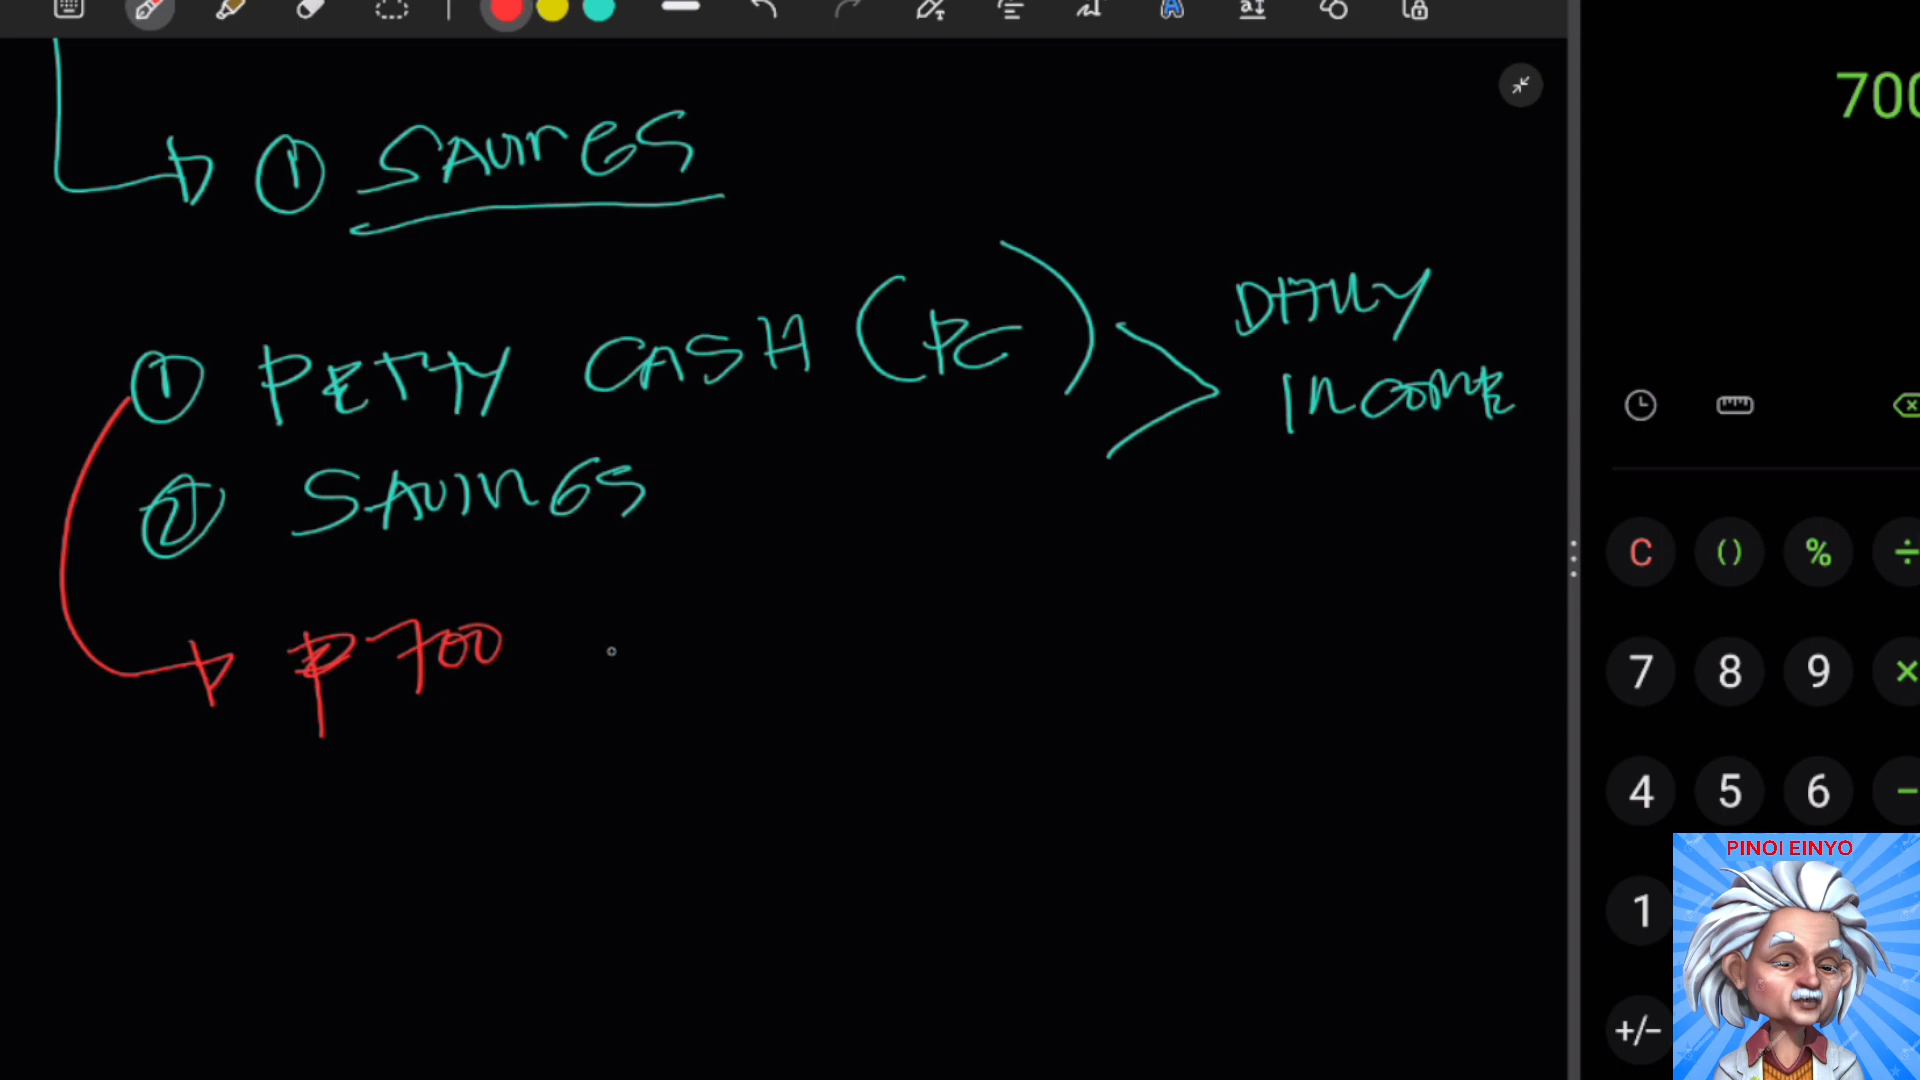 ① SAVINGS
① PETTY CASH (PC)
DAILY
INCOME
② SAVINGS
₱700
700
C () % ÷
7 8 9 ×
4 5 6 −
1
+/−
PINOI EINYO